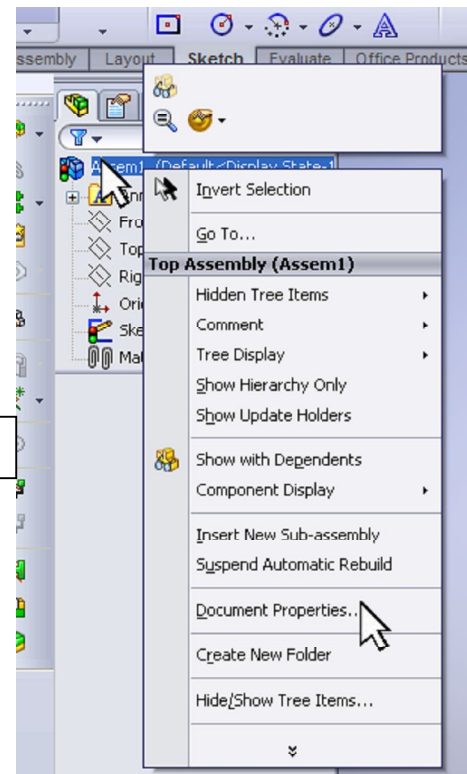 ssembly Layout Sketch Evaluate Office Products
Assem1 (Default<Display State-1
Invert Selection
Fro
Go To...
Top
Rig
Top Assembly (Assem1)
Hidden Tree Items
Ori
Comment
Ske
Tree Display
Mat
Show Hierarchy Only
Show Update Holders
Show with Dependents
Component Display
Insert New Sub-assembly
Suspend Automatic Rebuild
Document Properties..
Create New Folder
Hide/Show Tree Items...